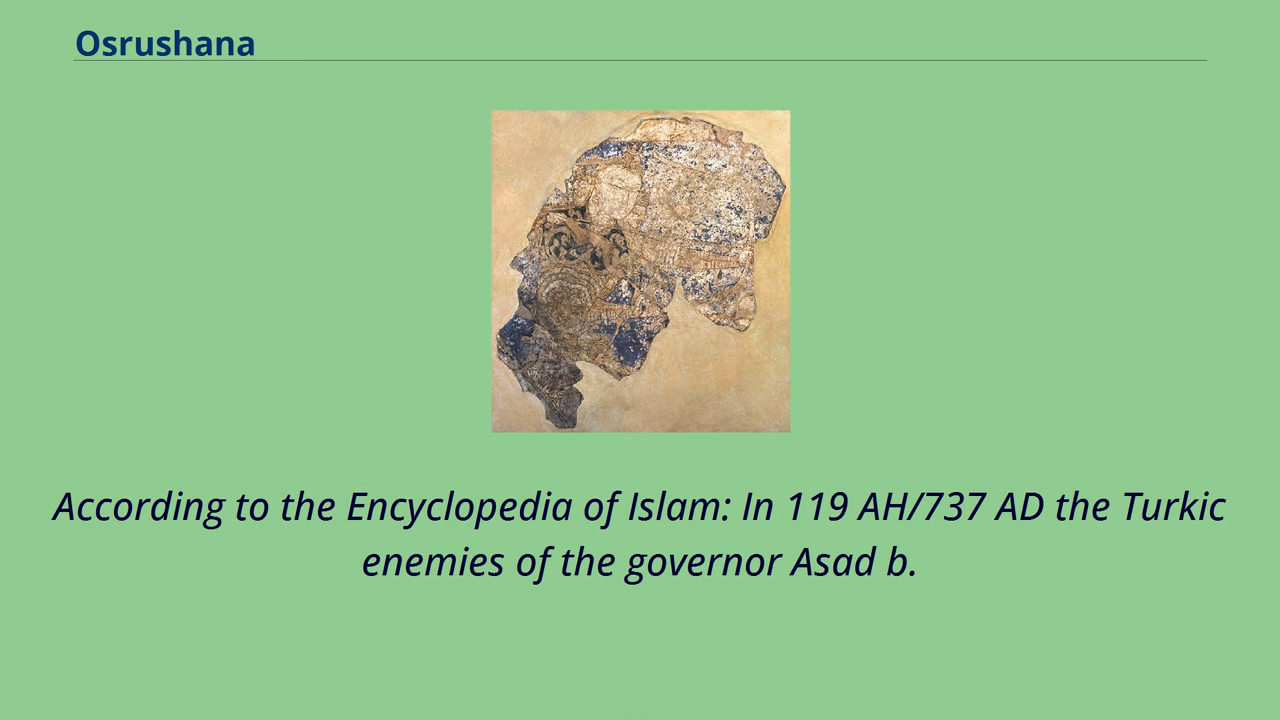 Osrushana
According to the Encyclopedia of Islam: In 119 AH/737 AD the Turkic
enemies of the governor Asad b.